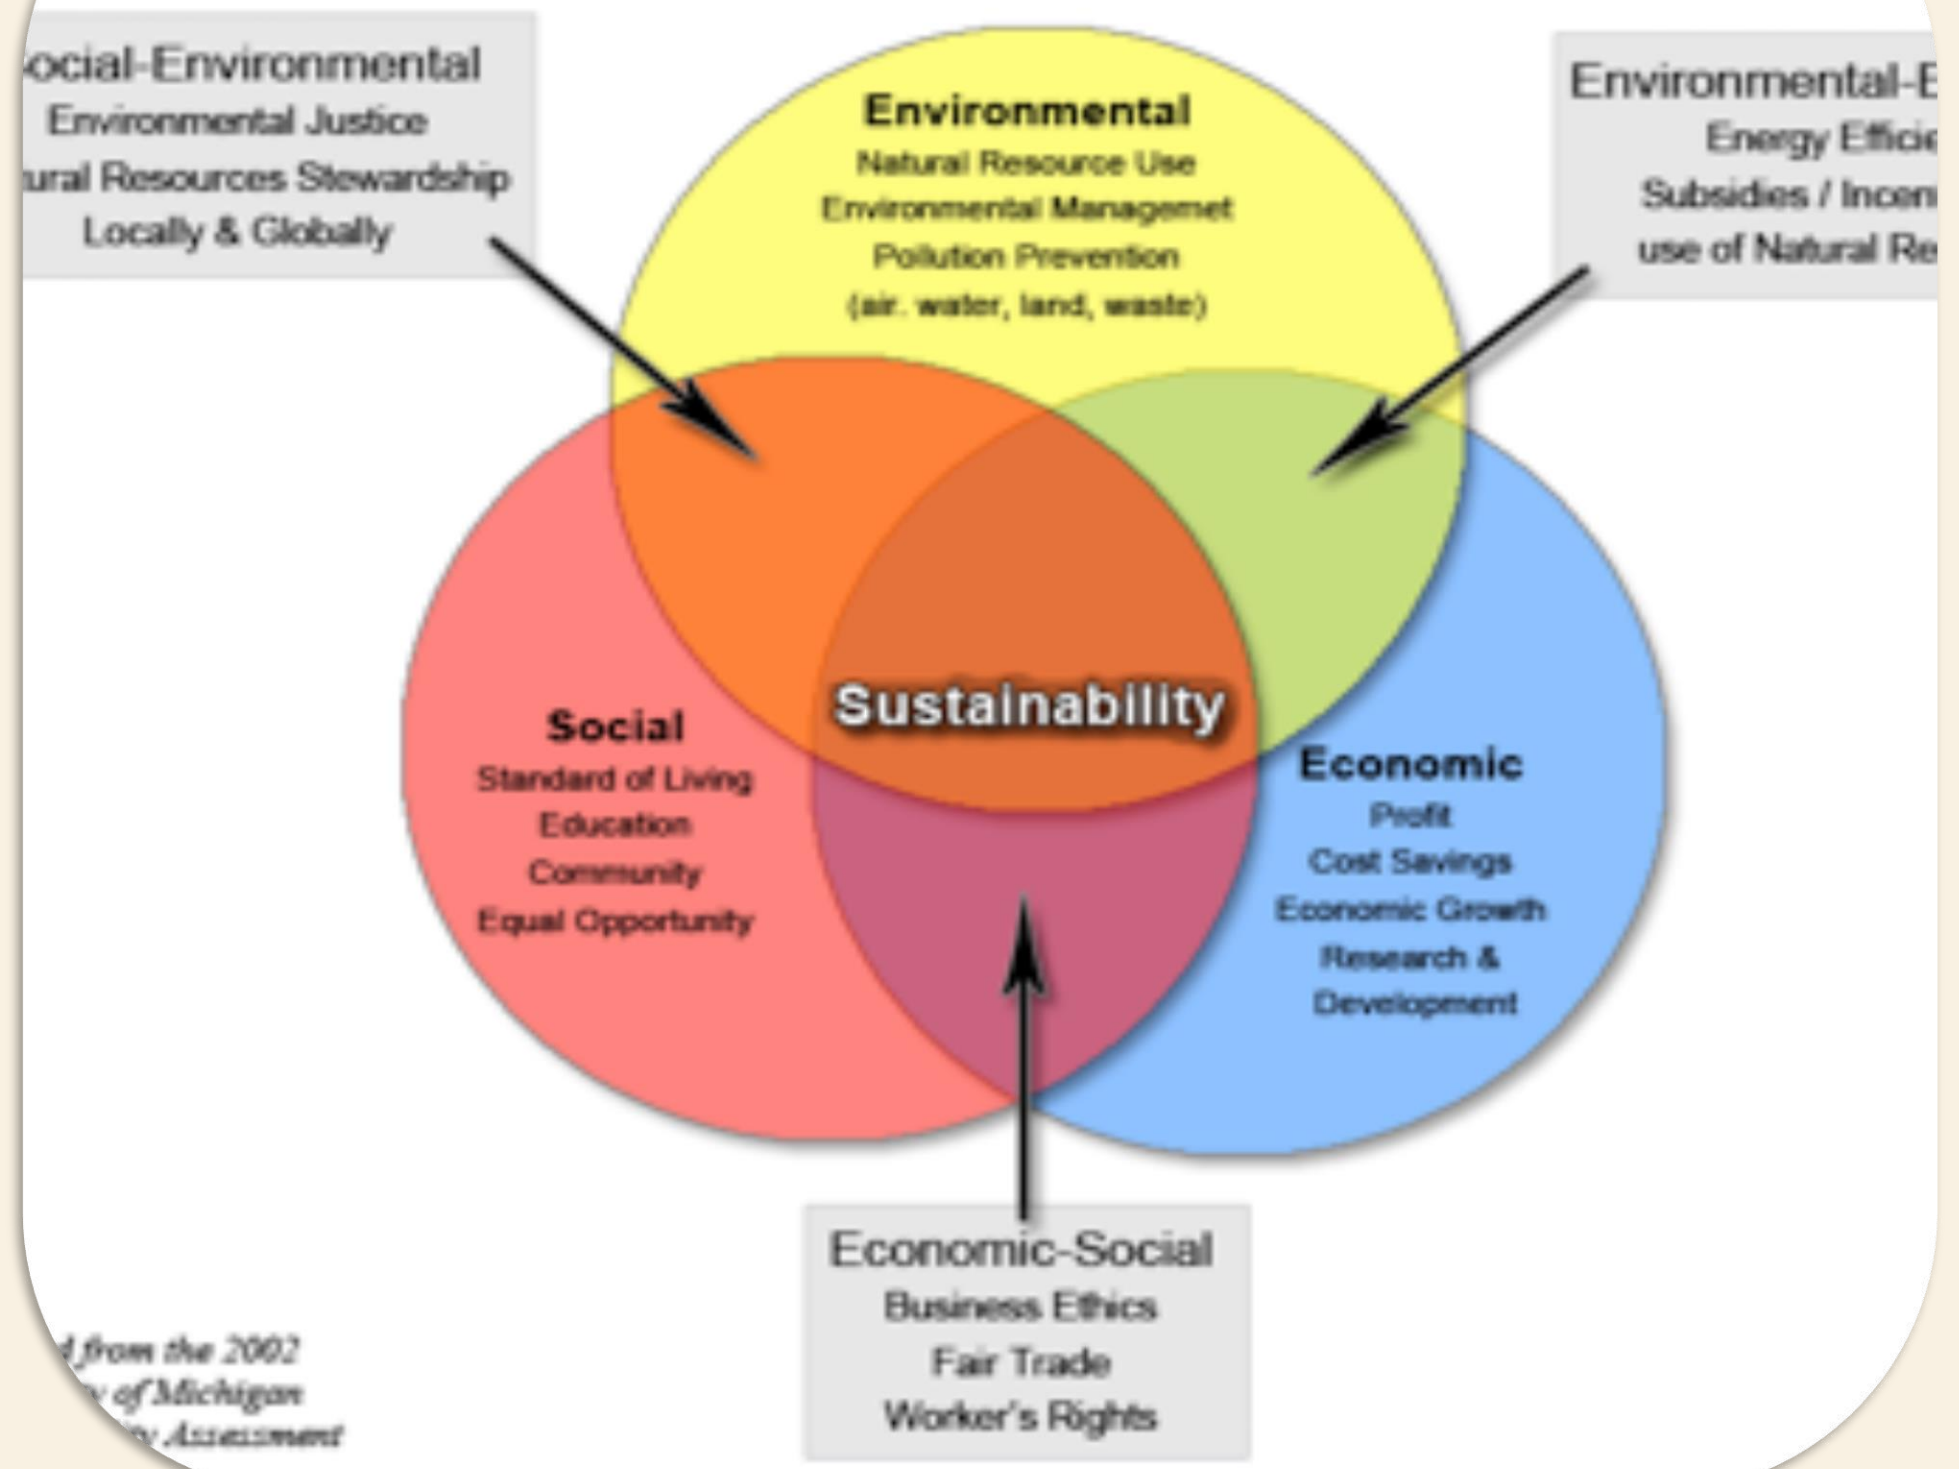 ocial-Environmental
Environmental Justice
ural Resources Stewardship
Locally & Globally
Environmental
Natural Resource Use
Environmental Managemet
Pollution Prevention
(air. water, land, waste)
Environmental-E
Energy Efficie
Subsidies / Incen
use of Natural Re
Sustainability
Social
Standard of Living
Education
Community
Equal Opportunity
Economic
Profit
Cost Savings
Economic Growth
Research &
Development
Economic-Social
Business Ethics
Fair Trade
Worker's Rights
from the 2002
of Michigan
Assessment